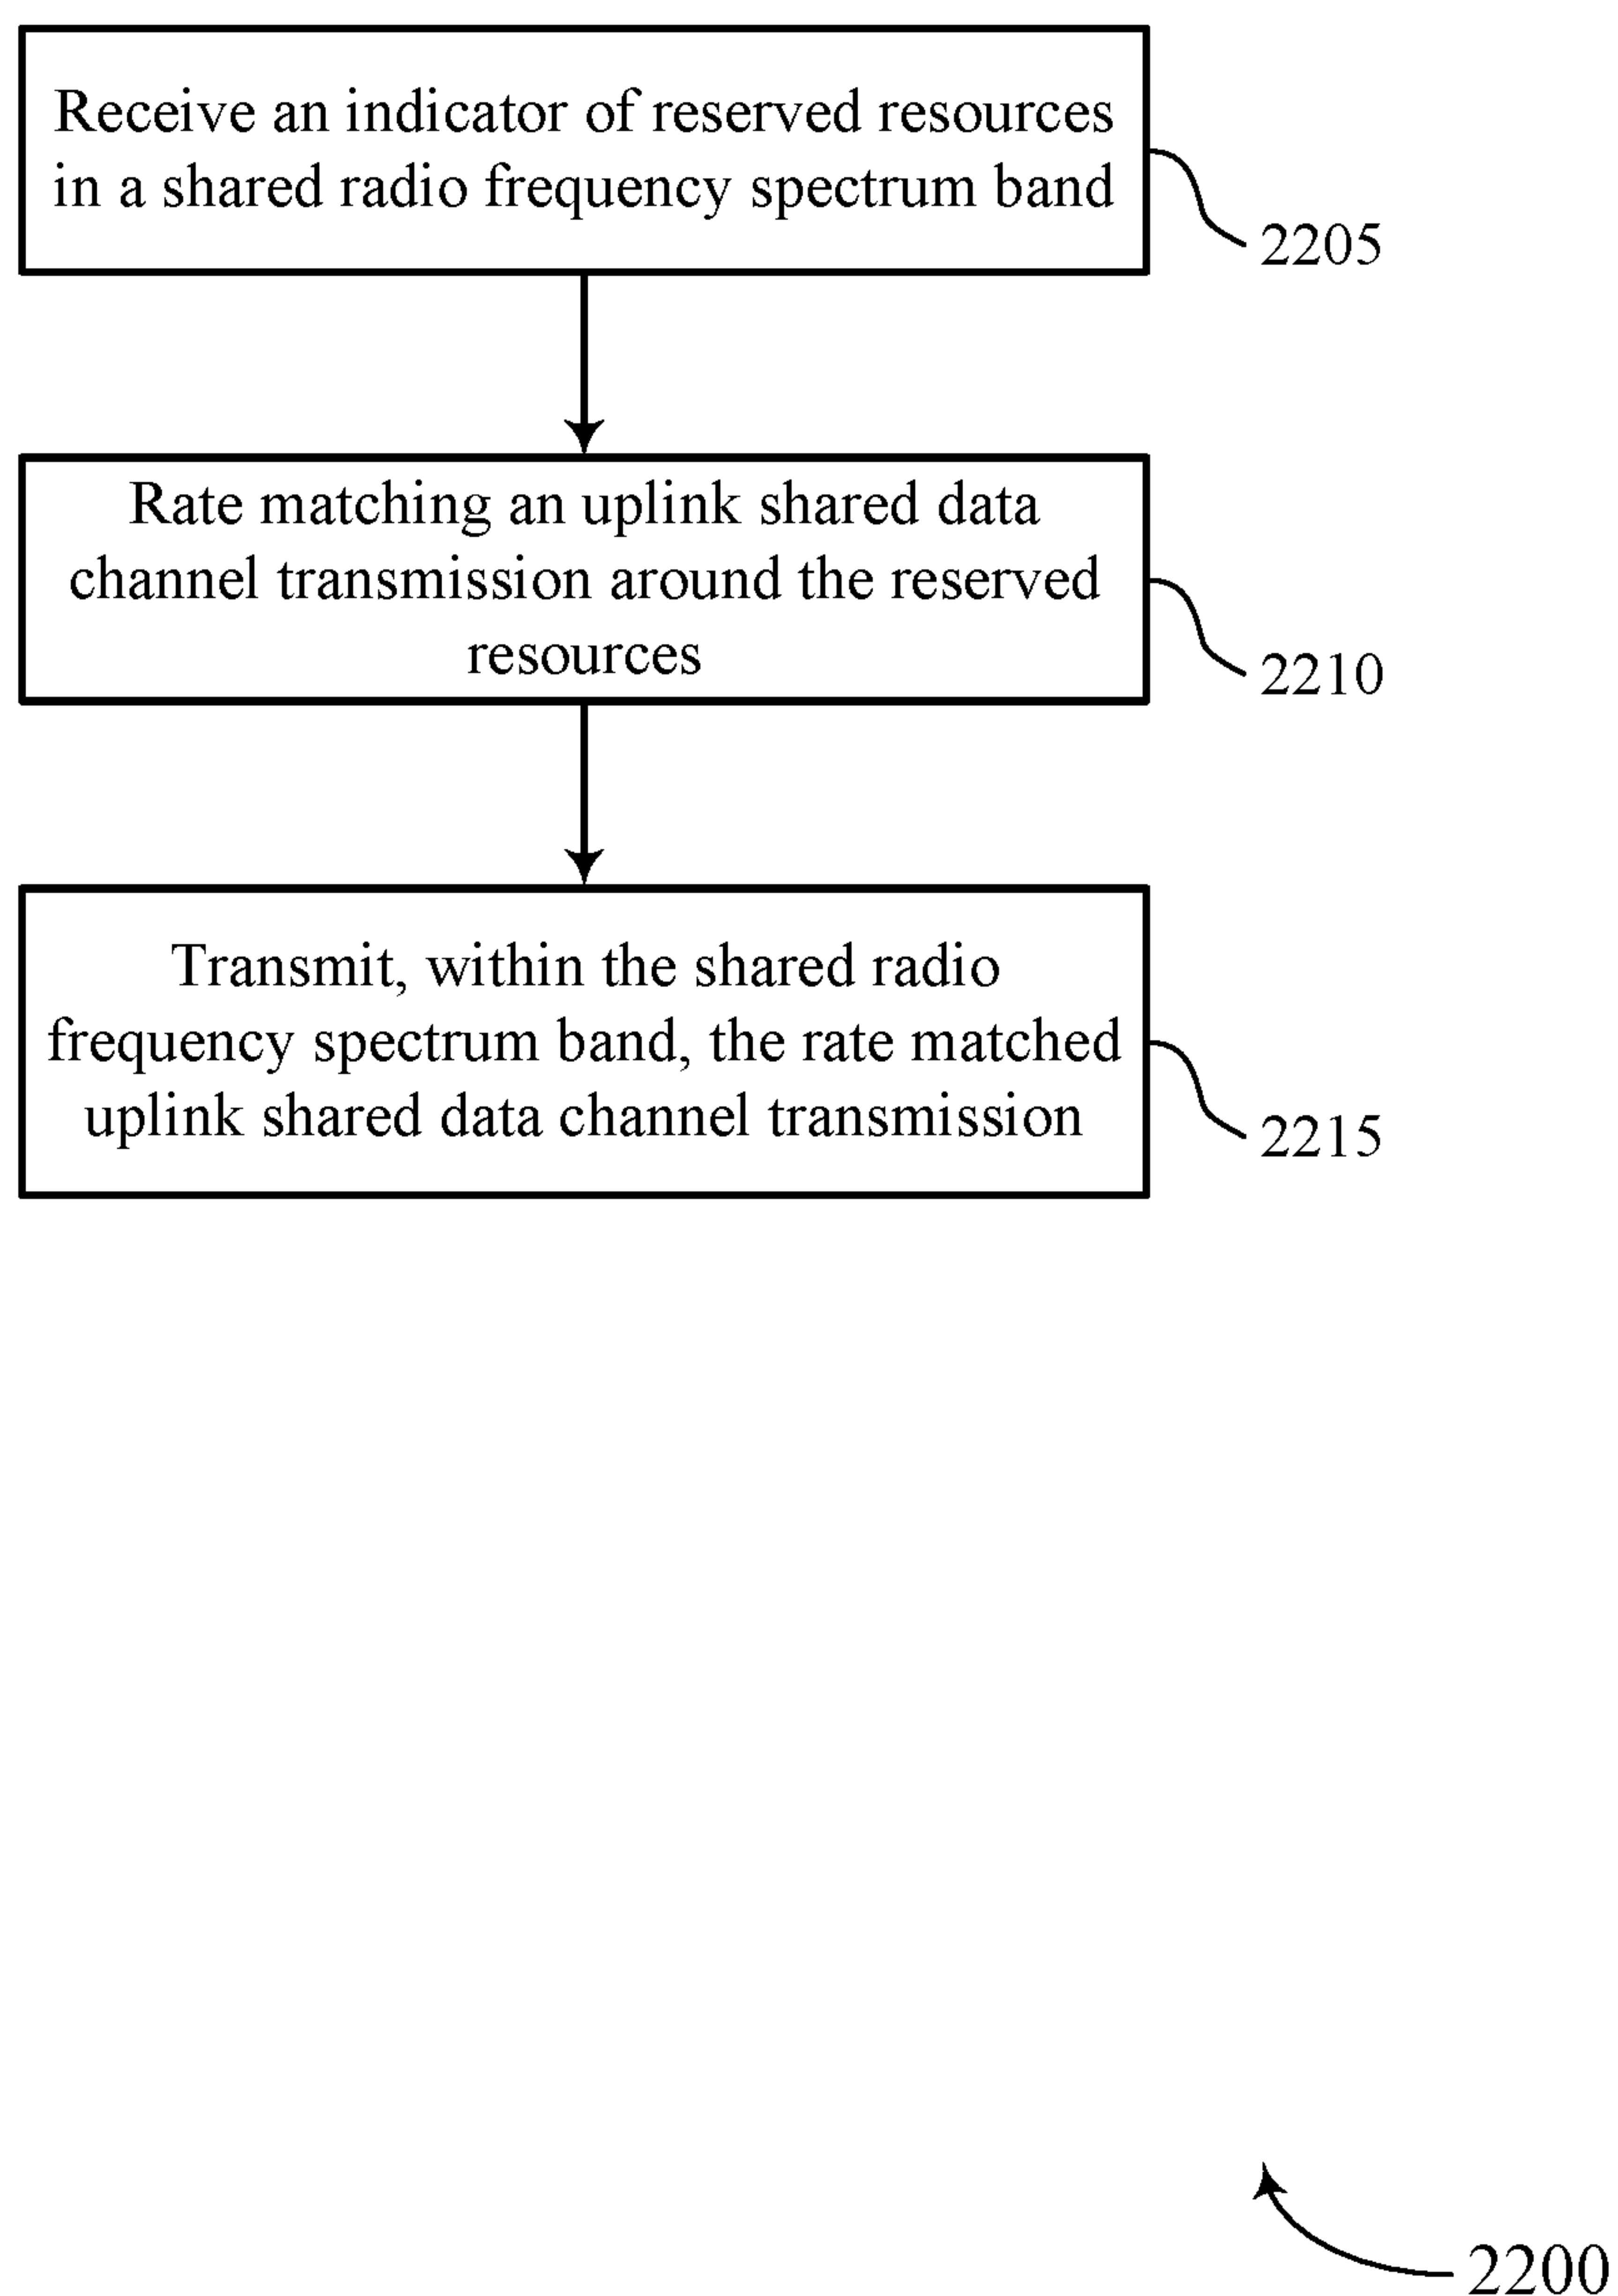 Receive an indicator of reserved resources
in a shared radio frequency spectrum band
2205
Rate matching an uplink shared data
channel transmission around the reserved
resources
2210
Transmit, within the shared radio
frequency spectrum band, the rate matched
uplink shared data channel transmission
2215
2200